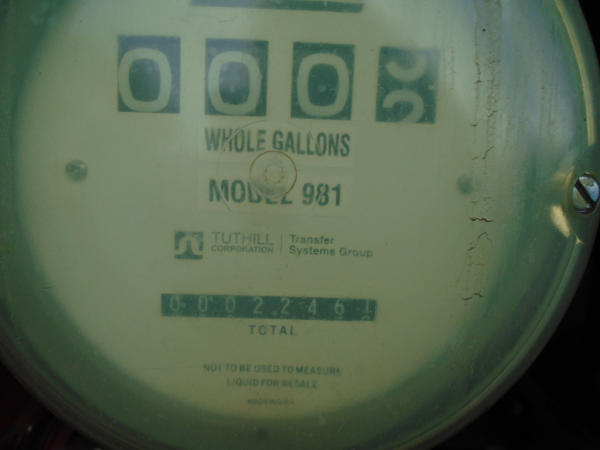 0002
WHOLE GALLONS
MODEL 981
TUTHILL CORPORATION Transfer Systems Group
0002246
TOTAL
NOT TO BE USED TO MEASURE
LIQUID FOR RESALE